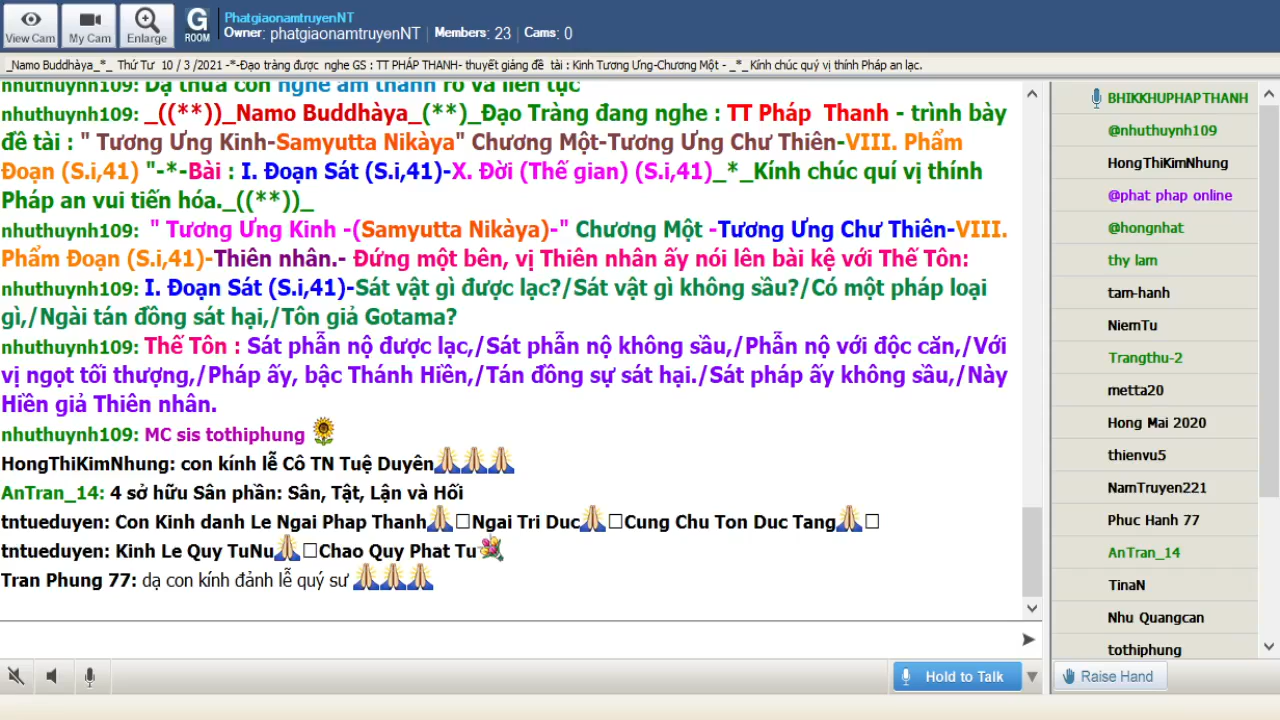 View Cam
My Cam
Enlarge
G
ROOM
PhatgiaonamtruyenNT
Owner: phatgiaonamtruyenNT | Members: 23 | Cams: 0
_Namo Buddhàya_*_ Thứ Tư 10 / 3 /2021 -*-Đạo tràng được nghe GS : TT PHÁP THANH- thuyết giảng đề tài : Kinh Tương Ưng-Chương Một - _*_Kính chúc quý vị thính Pháp an lạc.
nhuthuynh109: Dạ thưa con nghe âm thanh rõ và liên tục
nhuthuynh109: _((**))_Namo Buddhàya_(**)_Đạo Tràng đang nghe : TT Pháp Thanh - trình bày
đề tài : " Tương Ưng Kinh-Samyutta Nikàya" Chương Một-Tương Ưng Chư Thiên-VIII. Phẩm
Đoạn (S.i,41) "-*-Bài : I. Đoạn Sát (S.i,41)-X. Đời (Thế gian) (S.i,41)_*_Kính chúc quí vị thính
Pháp an vui tiến hóa._((**))_
nhuthuynh109: " Tương Ưng Kinh -(Samyutta Nikàya)-" Chương Một -Tương Ưng Chư Thiên-VIII.
Phẩm Đoạn (S.i,41)-Thiên nhân.- Đứng một bên, vị Thiên nhân ấy nói lên bài kệ với Thế Tôn:
nhuthuynh109: I. Đoạn Sát (S.i,41)-Sát vật gì được lạc?/Sát vật gì không sầu?/Có một pháp loại
gì,/Ngài tán đồng sát hại,/Tôn giả Gotama?
nhuthuynh109: Thế Tôn : Sát phẫn nộ được lạc,/Sát phẫn nộ không sầu,/Phẫn nộ với độc căn,/Với
vị ngọt tối thượng,/Pháp ấy, bậc Thánh Hiền,/Tán đồng sự sát hại./Sát pháp ấy không sầu,/Này
Hiền giả Thiên nhân.
nhuthuynh109: MC sis tothiphung
HongThiKimNhung: con kính lễ Cô TN Tuệ Duyên
AnTran_14: 4 sở hữu Sân phần: Sân, Tật, Lận và Hối
tntueduyen: Con Kinh danh Le Ngai Phap Thanh Ngai Tri Duc Cung Chu Ton Duc Tang
tntueduyen: Kinh Le Quy TuNu Chao Quy Phat Tu
Tran Phung 77: dạ con kính đảnh lễ quý sư
Hold to Talk
BHIKKHUPHAPTHANH
@nhuthuynh109
HongThiKimNhung
@phat phap online
@hongnhat
thy lam
tam-hanh
NiemTu
Trangthu-2
metta20
Hong Mai 2020
thienvu5
NamTruyen221
Phuc Hanh 77
AnTran_14
TinaN
Nhu Quangcan
tothiphung
Raise Hand